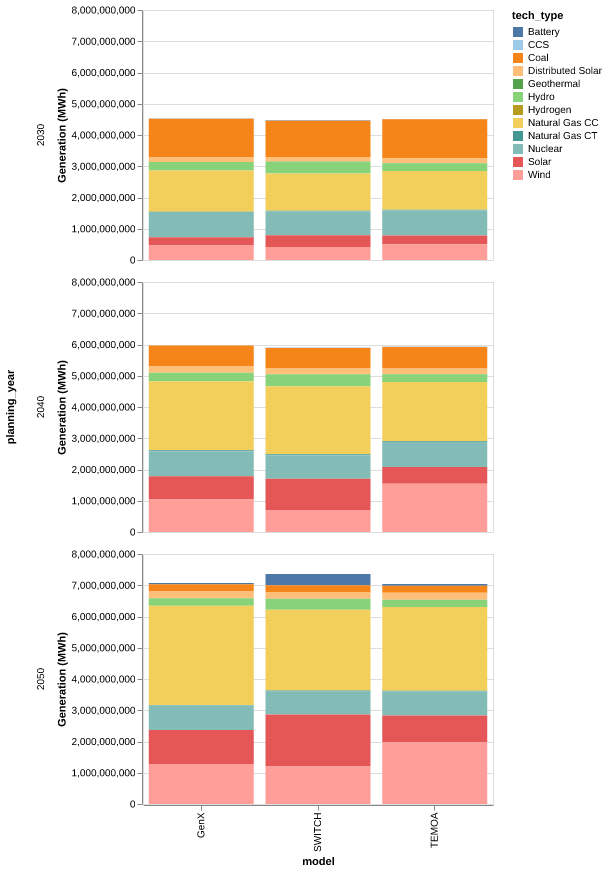 tech_type
Battery
CCS
Coal
Distributed Solar
Geothermal
Hydro
Hydrogen
Natural Gas CC
Natural Gas CT
Nuclear
Solar
Wind
planning_year
2030
Generation (MWh)
8,000,000,000
7,000,000,000
6,000,000,000
5,000,000,000
4,000,000,000
3,000,000,000
2,000,000,000
1,000,000,000
0
2040
Generation (MWh)
8,000,000,000
7,000,000,000
6,000,000,000
5,000,000,000
4,000,000,000
3,000,000,000
2,000,000,000
1,000,000,000
0
2050
Generation (MWh)
8,000,000,000
7,000,000,000
6,000,000,000
5,000,000,000
4,000,000,000
3,000,000,000
2,000,000,000
1,000,000,000
0
GenX
SWITCH
TEMOA
model